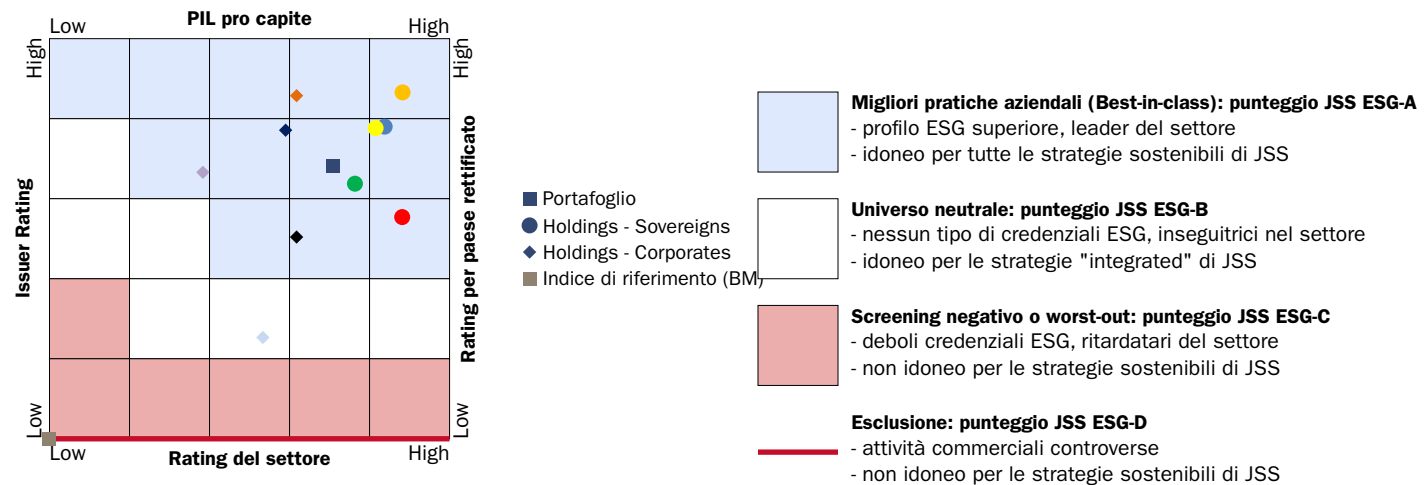 PIL pro capite
Low
High
High
High
Issuer Rating
Rating per paese rettificato
Low
Low
Low
High
Rating del settore
Portafoglio
Holdings - Sovereigns
Holdings - Corporates
Indice di riferimento (BM)
Migliori pratiche aziendali (Best-in-class): punteggio JSS ESG-A
- profilo ESG superiore, leader del settore
- idoneo per tutte le strategie sostenibili di JSS
Universo neutrale: punteggio JSS ESG-B
- nessun tipo di credenziali ESG, inseguitrici nel settore
- idoneo per le strategie "integrated" di JSS
Screening negativo o worst-out: punteggio JSS ESG-C
- deboli credenziali ESG, ritardatari del settore
- non idoneo per le strategie sostenibili di JSS
Esclusione: punteggio JSS ESG-D
- attività commerciali controverse
- non idoneo per le strategie sostenibili di JSS